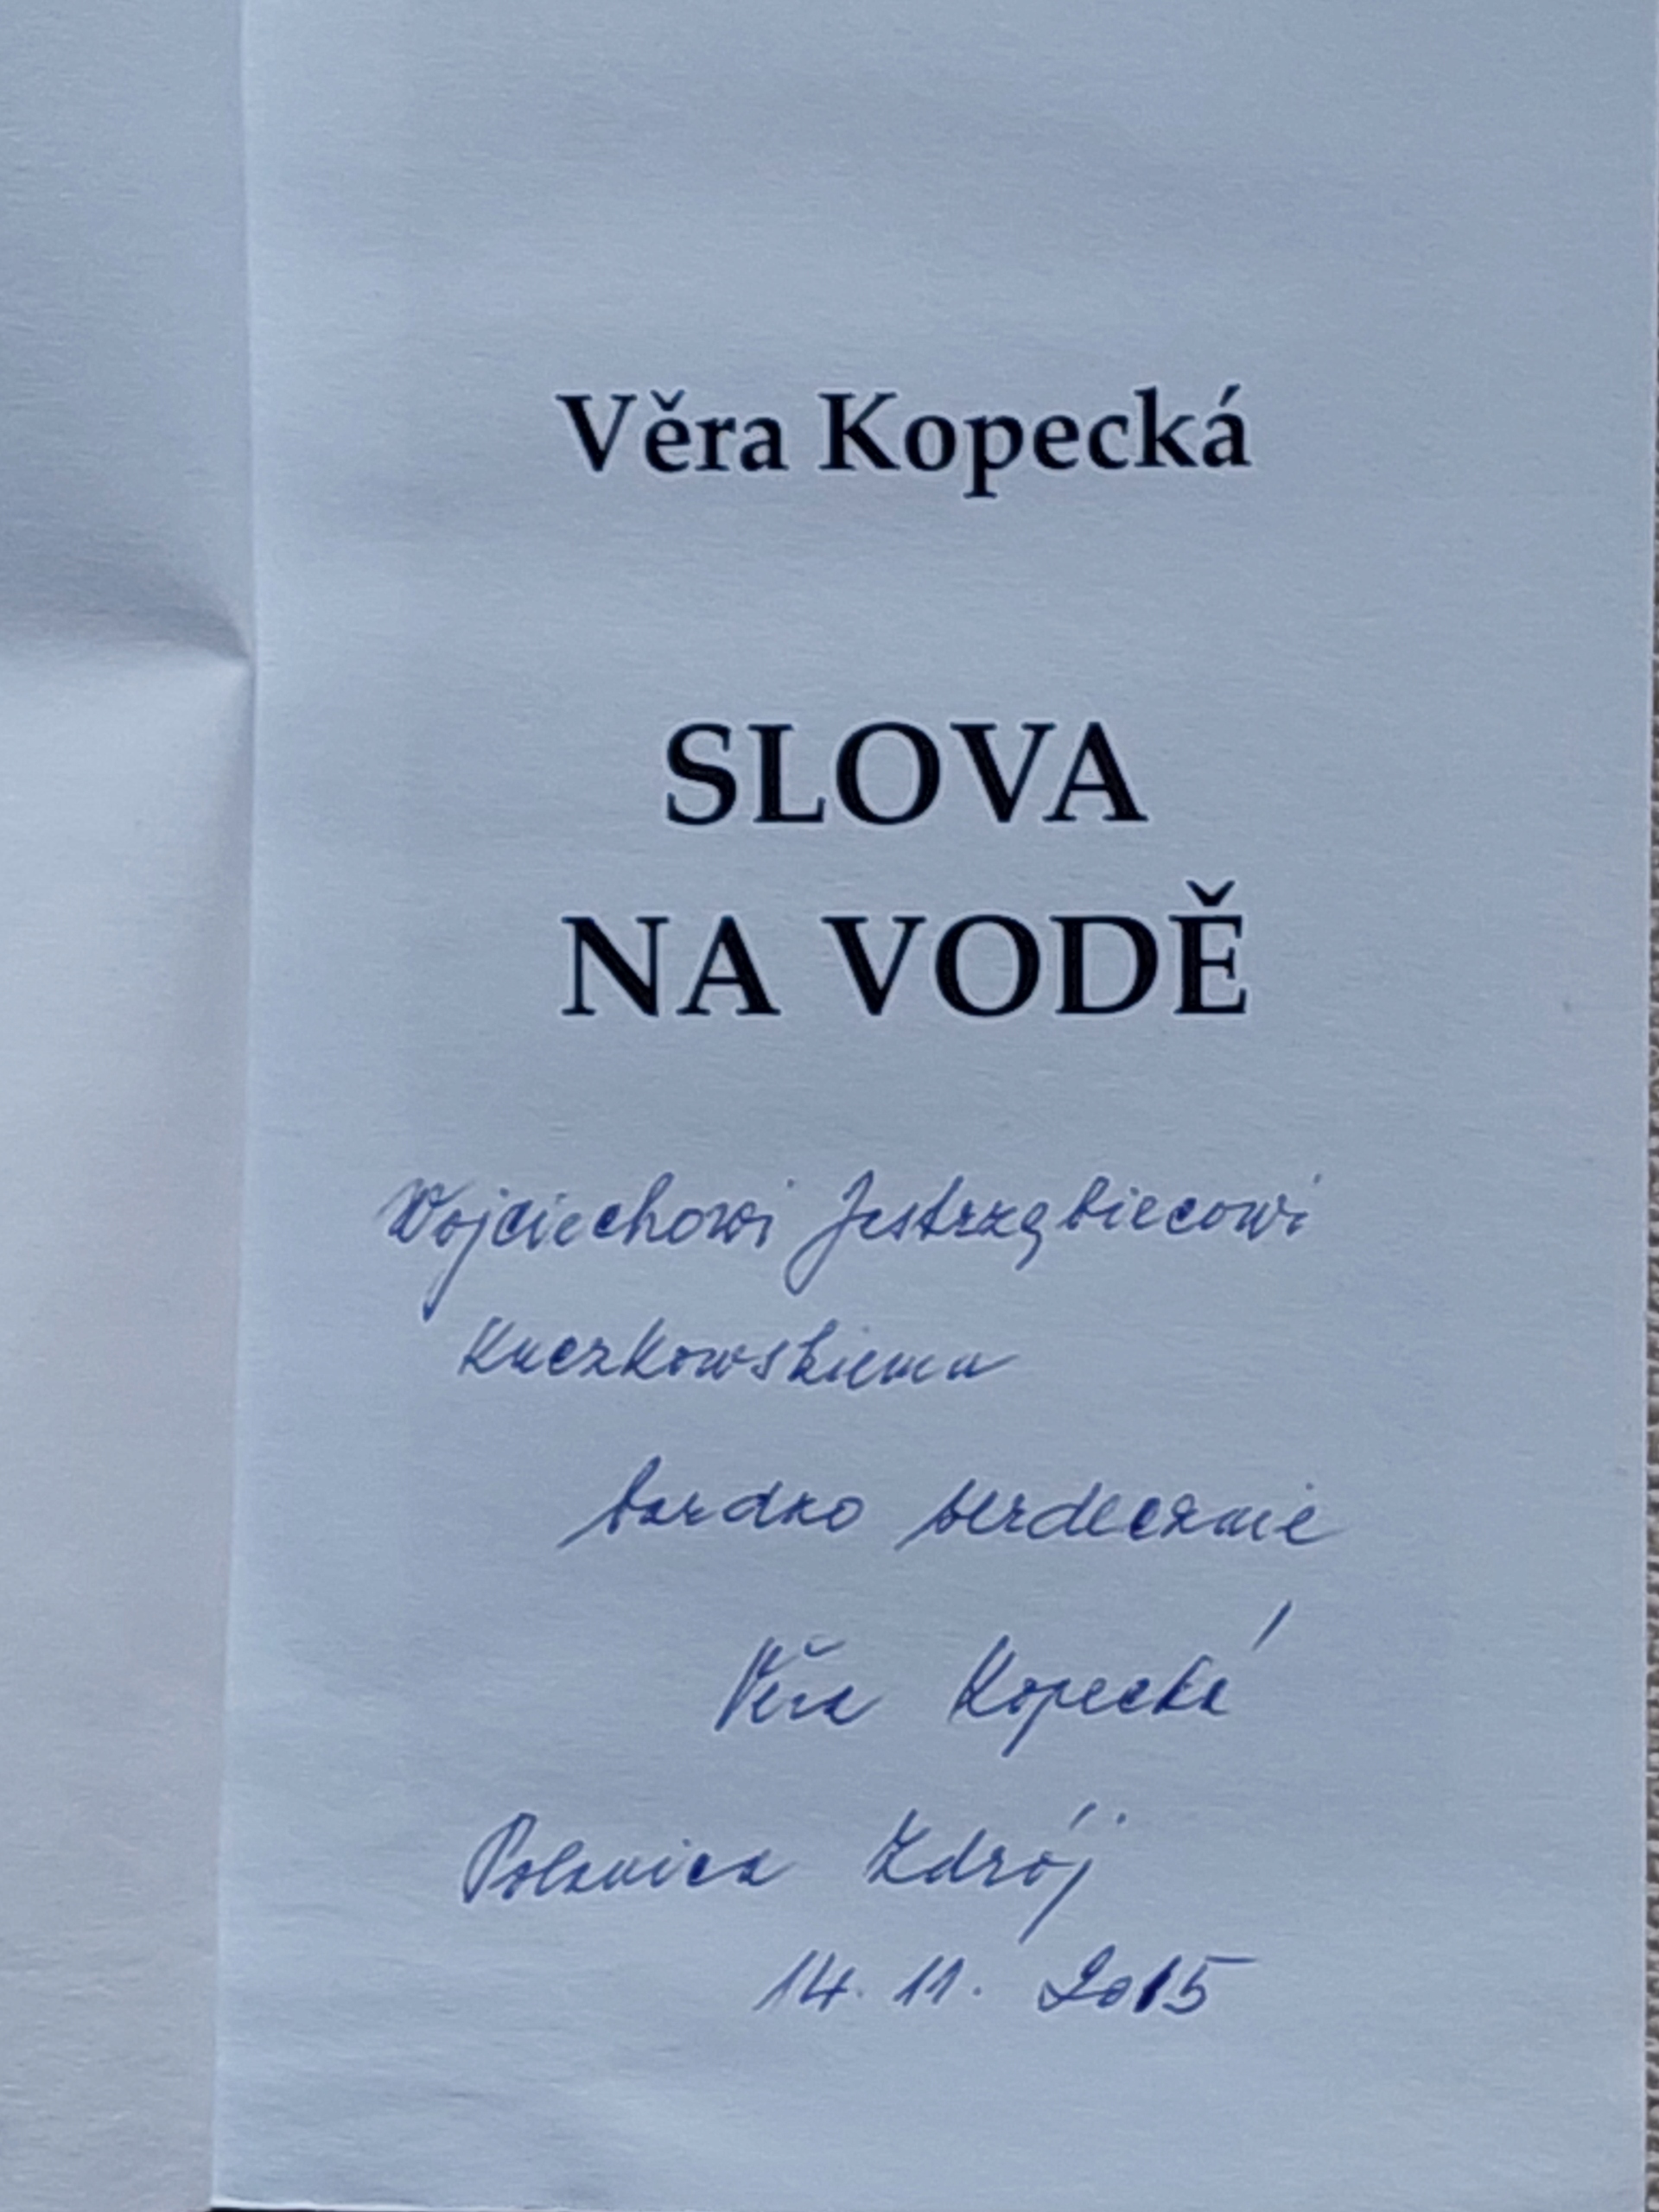 Věra Kopecká
SLOVA
NA VODĚ
Wojciechowi Jastrzębiecowi
Kuczkowskiemu
bardzo serdecznie
Věra Kopecká
Polanica Zdrój
14. 11. 2015